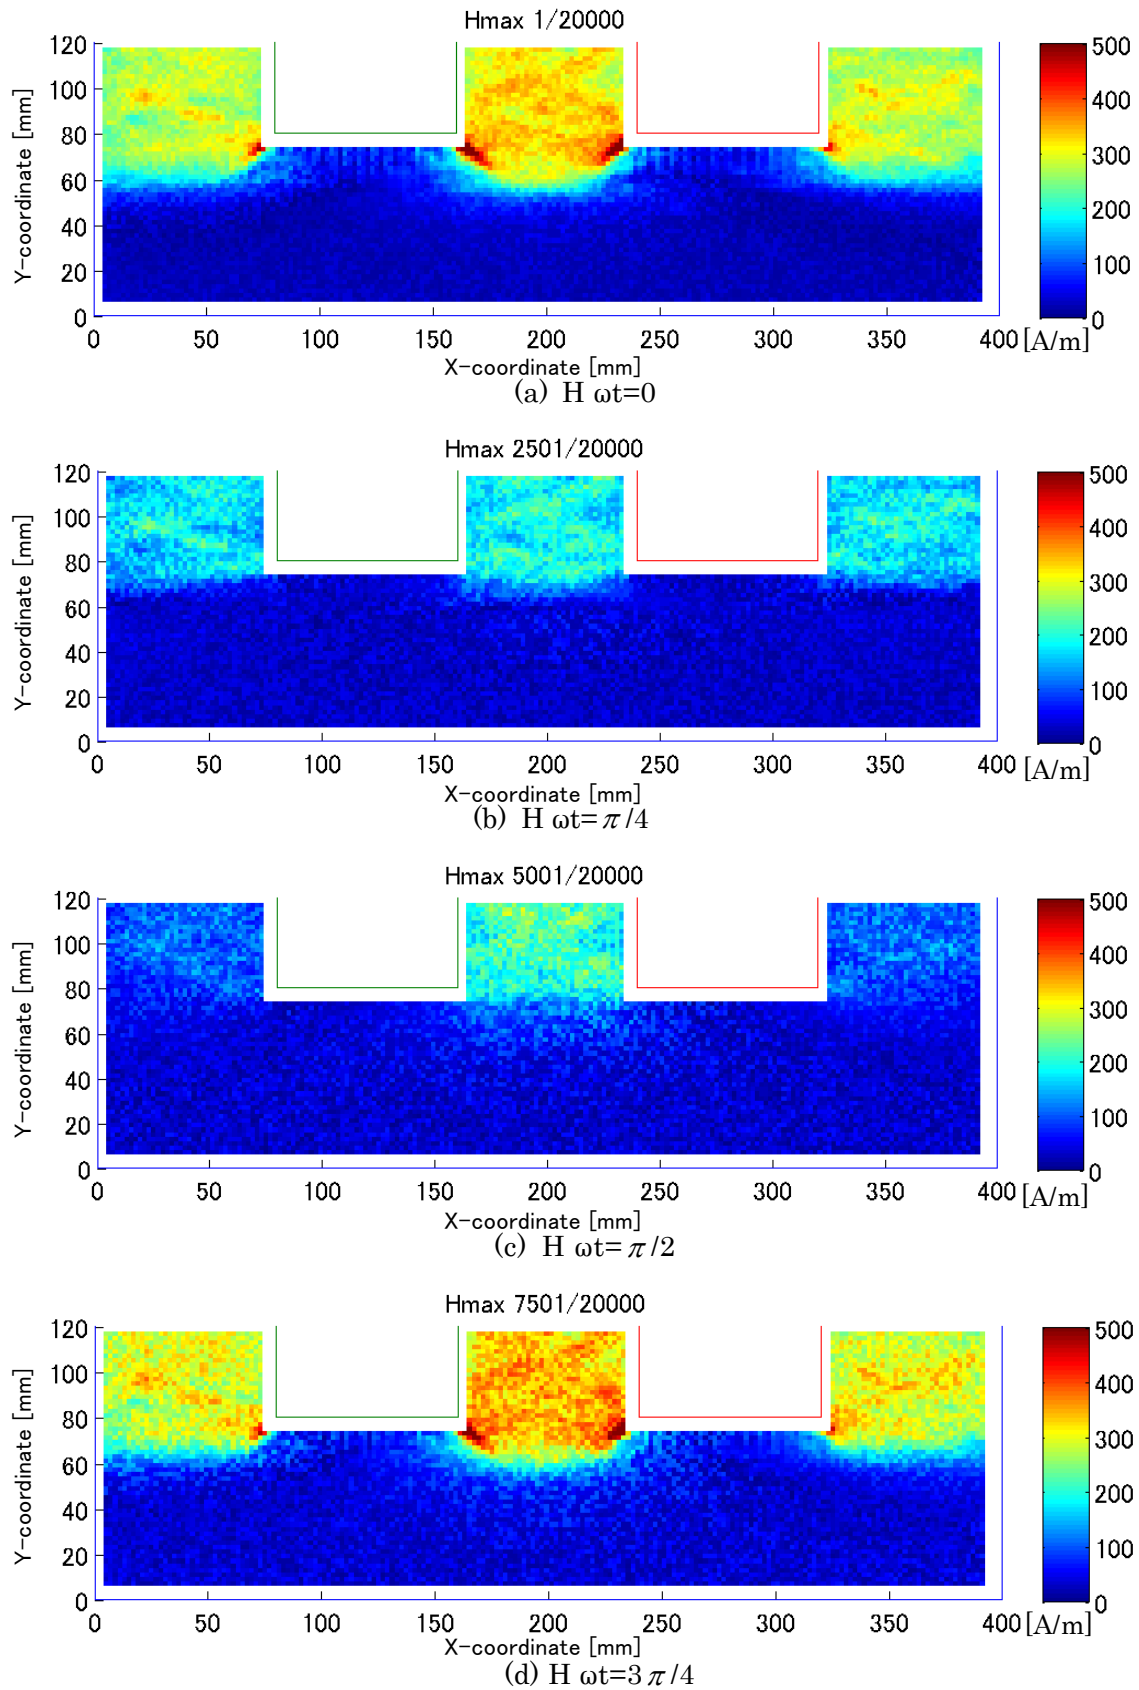 Hmax 1/20000
120
100
80
60
40
20
0
Y-coordinate [mm]
0 50 100 150 200 250 300 350 400
X-coordinate [mm]
500
400
300
200
100
0
[A/m]
(a) H ωt=0
Hmax 2501/20000
120
100
80
60
40
20
0
Y-coordinate [mm]
0 50 100 150 200 250 300 350 400
X-coordinate [mm]
500
400
300
200
100
0
[A/m]
(b) H ωt=π/4
Hmax 5001/20000
120
100
80
60
40
20
0
Y-coordinate [mm]
0 50 100 150 200 250 300 350 400
X-coordinate [mm]
500
400
300
200
100
0
[A/m]
(c) H ωt=π/2
Hmax 7501/20000
120
100
80
60
40
20
0
Y-coordinate [mm]
0 50 100 150 200 250 300 350 400
X-coordinate [mm]
500
400
300
200
100
0
[A/m]
(d) H ωt=3π/4